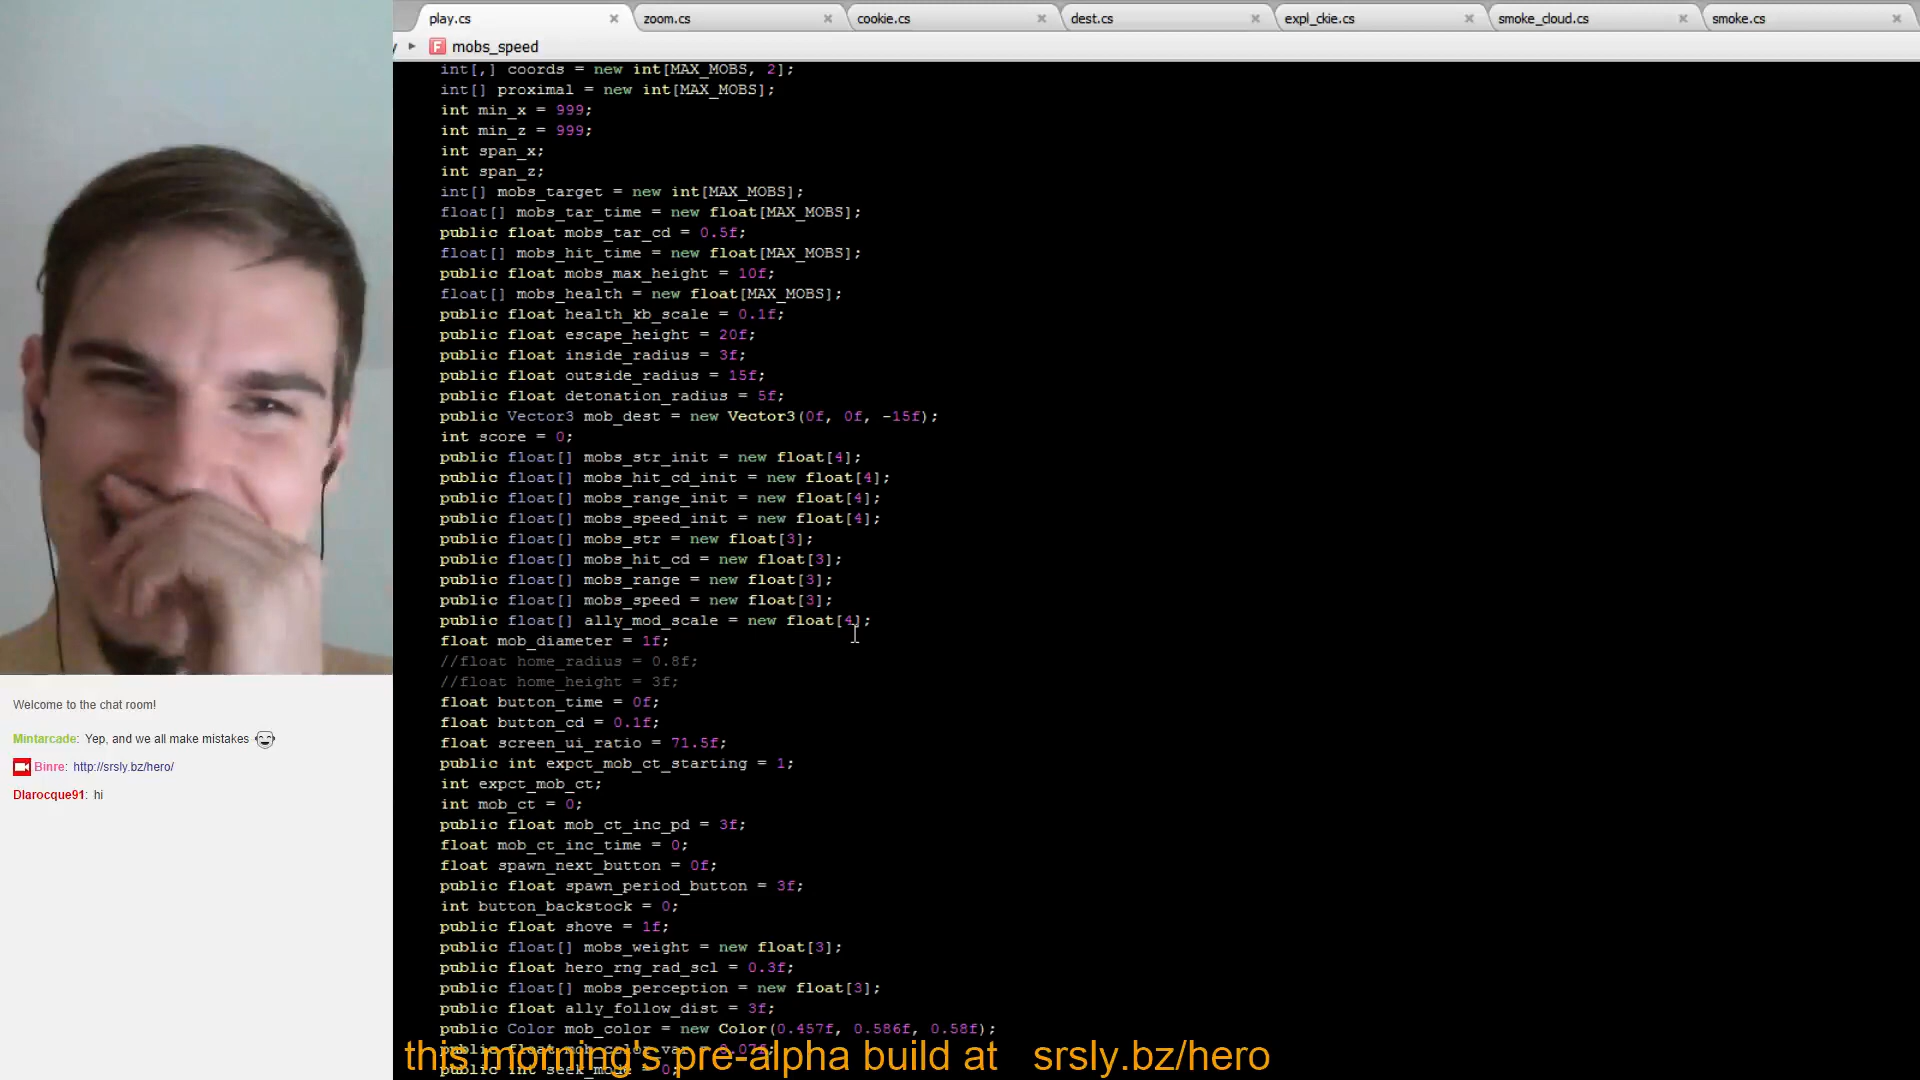 play.cs
zoom.cs
cookie.cs
dest.cs
expl_ckie.cs
smoke_cloud.cs
smoke.cs
mobs_speed
int[,] coords = new int[MAX_MOBS, 2];
int[] proximal = new int[MAX_MOBS];
int min_x = 999;
int min_z = 999;
int span_x;
int span_z;
int[] mobs_target = new int[MAX_MOBS];
float[] mobs_tar_time = new float[MAX_MOBS];
public float mobs_tar_cd = 0.5f;
float[] mobs_hit_time = new float[MAX_MOBS];
public float mobs_max_height = 10f;
float[] mobs_health = new float[MAX_MOBS];
public float health_kb_scale = 0.1f;
public float escape_height = 20f;
public float inside_radius = 3f;
public float outside_radius = 15f;
public float detonation_radius = 5f;
public Vector3 mob_dest = new Vector3(0f, 0f, -15f);
int score = 0;
public float[] mobs_str_init = new float[4];
public float[] mobs_hit_cd_init = new float[4];
public float[] mobs_range_init = new float[4];
public float[] mobs_speed_init = new float[4];
public float[] mobs_str = new float[3];
public float[] mobs_hit_cd = new float[3];
public float[] mobs_range = new float[3];
public float[] mobs_speed = new float[3];
public float[] ally_mod_scale = new float[4];
float mob_diameter = 1f;
//float home_radius = 0.8f;
//float home_height = 3f;
float button_time = 0f;
float button_cd = 0.1f;
float screen_ui_ratio = 71.5f;
public int expct_mob_ct_starting = 1;
int expct_mob_ct;
int mob_ct = 0;
public float mob_ct_inc_pd = 3f;
float mob_ct_inc_time = 0;
float spawn_next_button = 0f;
public float spawn_period_button = 3f;
int button_backstock = 0;
public float shove = 1f;
public float[] mobs_weight = new float[3];
public float hero_rng_rad_scl = 0.3f;
public float[] mobs_perception = new float[3];
public float ally_follow_dist = 3f;
public Color mob_color = new Color(0.457f, 0.586f, 0.58f);
public float mob_color_var = 0.07f;
public int seek_mode = 0;
this morning's pre-alpha build at srsly.bz/hero
Welcome to the chat room!
Mintarcade: Yep, and we all make mistakes
Binre: http://srsly.bz/hero/
Dlarocque91: hi